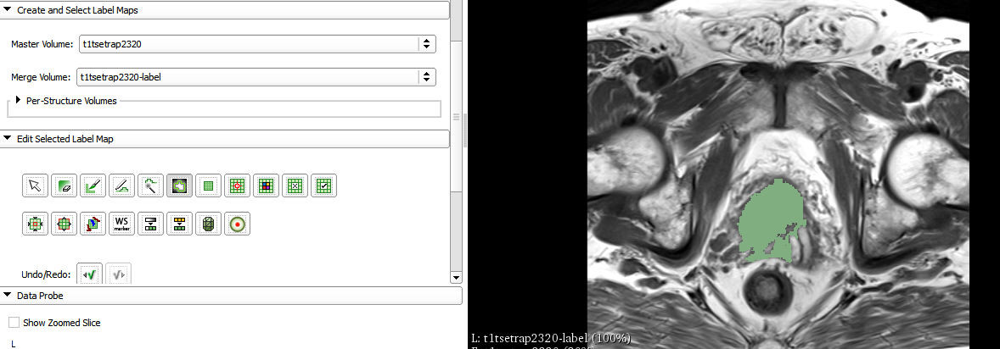 Create and Select Label Maps
Master Volume: t1tsetrap2320
Merge Volume: t1tsetrap2320-label
Per-Structure Volumes
Edit Selected Label Map
WS
marker
Undo/Redo:
Data Probe
Show Zoomed Slice
L
L: t1tsetrap2320-label (100%)